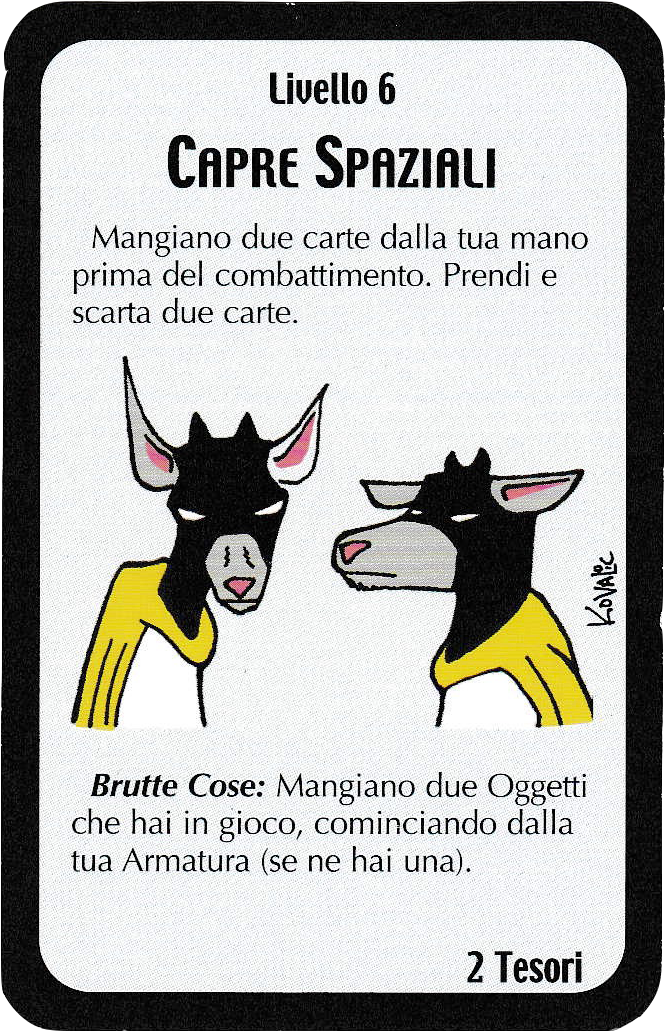 Livello 6
CAPRE SPAZIALI
Mangiano due carte dalla tua mano
prima del combattimento. Prendi e
scarta due carte.
KOVALIC
Brutte Cose: Mangiano due Oggetti
che hai in gioco, cominciando dalla
tua Armatura (se ne hai una).
2 Tesori